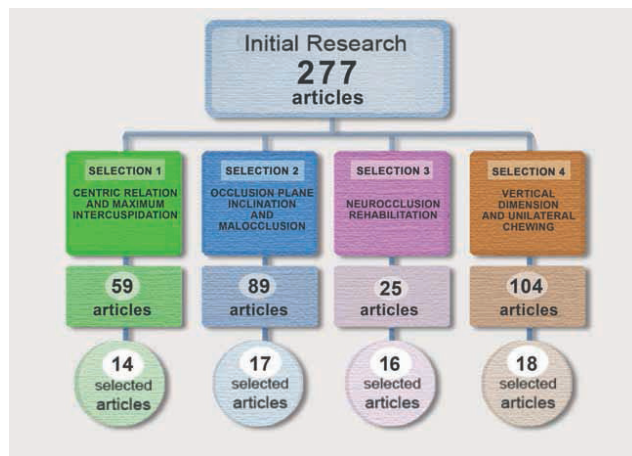 Initial Research
277
articles
SELECTION 1
CENTRIC RELATION
AND MAXIMUM
INTERCUSPIDATION
59
articles
14
selected
articles
SELECTION 2
OCCLUSION PLANE
INCLINATION
AND
MALOCCLUSION
89
articles
17
selected
articles
SELECTION 3
NEUROCCLUSION
REHABILITATION
25
articles
16
selected
articles
SELECTION 4
VERTICAL
DIMENSION
AND UNILATERAL
CHEWING
104
articles
18
selected
articles